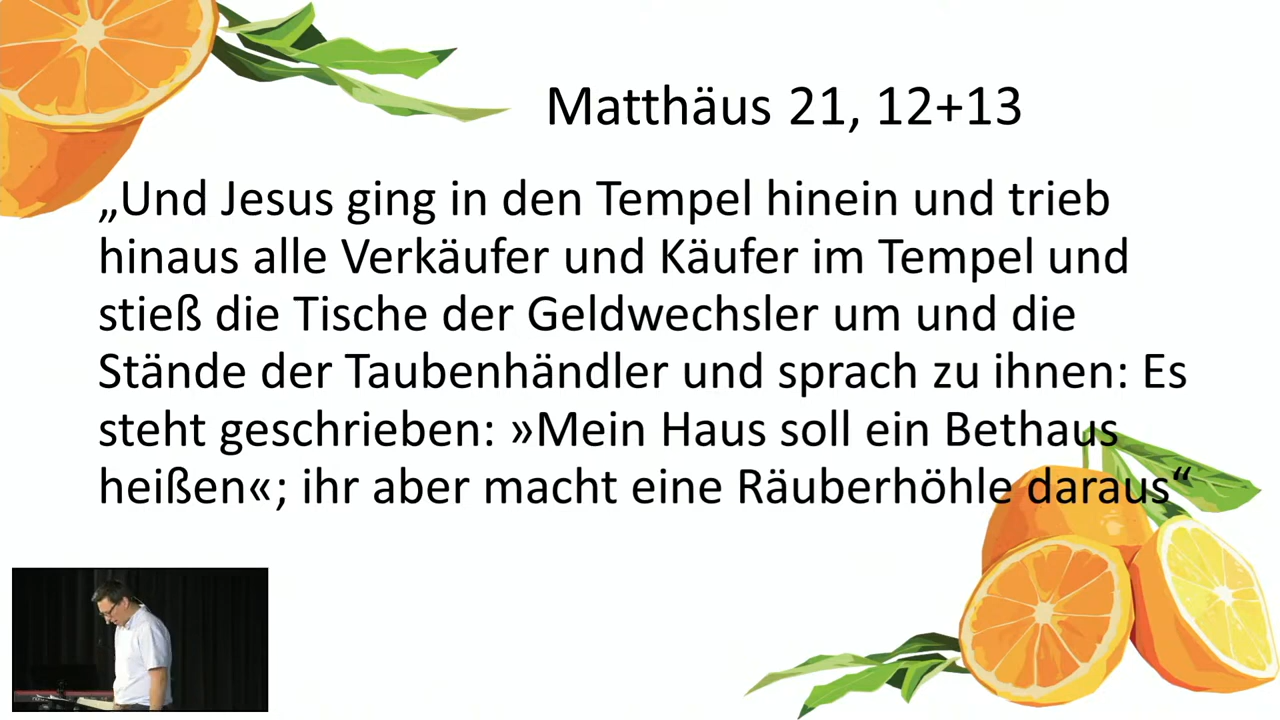 Matthäus 21, 12+13
„Und Jesus ging in den Tempel hinein und trieb
hinaus alle Verkäufer und Käufer im Tempel und
stieß die Tische der Geldwechsler um und die
Stände der Taubenhändler und sprach zu ihnen: Es
steht geschrieben: »Mein Haus soll ein Bethaus
heißen«; ihr aber macht eine Räuberhöhle daraus“